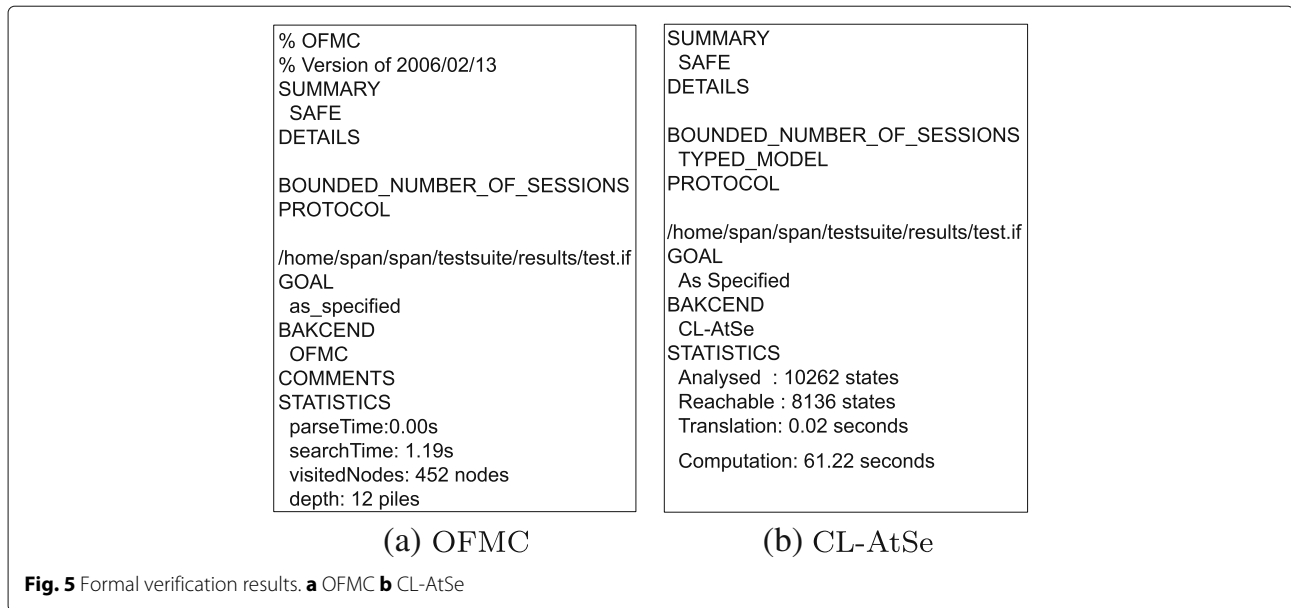 % OFMC
% Version of 2006/02/13
SUMMARY
SAFE
DETAILS
BOUNDED_NUMBER_OF_SESSIONS
PROTOCOL
/home/span/span/testsuite/results/test.if
GOAL
as_specified
BAKCEND
OFMC
COMMENTS
STATISTICS
parseTime:0.00s
searchTime: 1.19s
visitedNodes: 452 nodes
depth: 12 piles
(a) OFMC
SUMMARY
SAFE
DETAILS
BOUNDED_NUMBER_OF_SESSIONS
TYPED_MODEL
PROTOCOL
/home/span/span/testsuite/results/test.if
GOAL
As Specified
BAKCEND
CL-AtSe
STATISTICS
Analysed : 10262 states
Reachable : 8136 states
Translation: 0.02 seconds
Computation: 61.22 seconds
(b) CL-AtSe
Fig. 5 Formal verification results. a OFMC b CL-AtSe